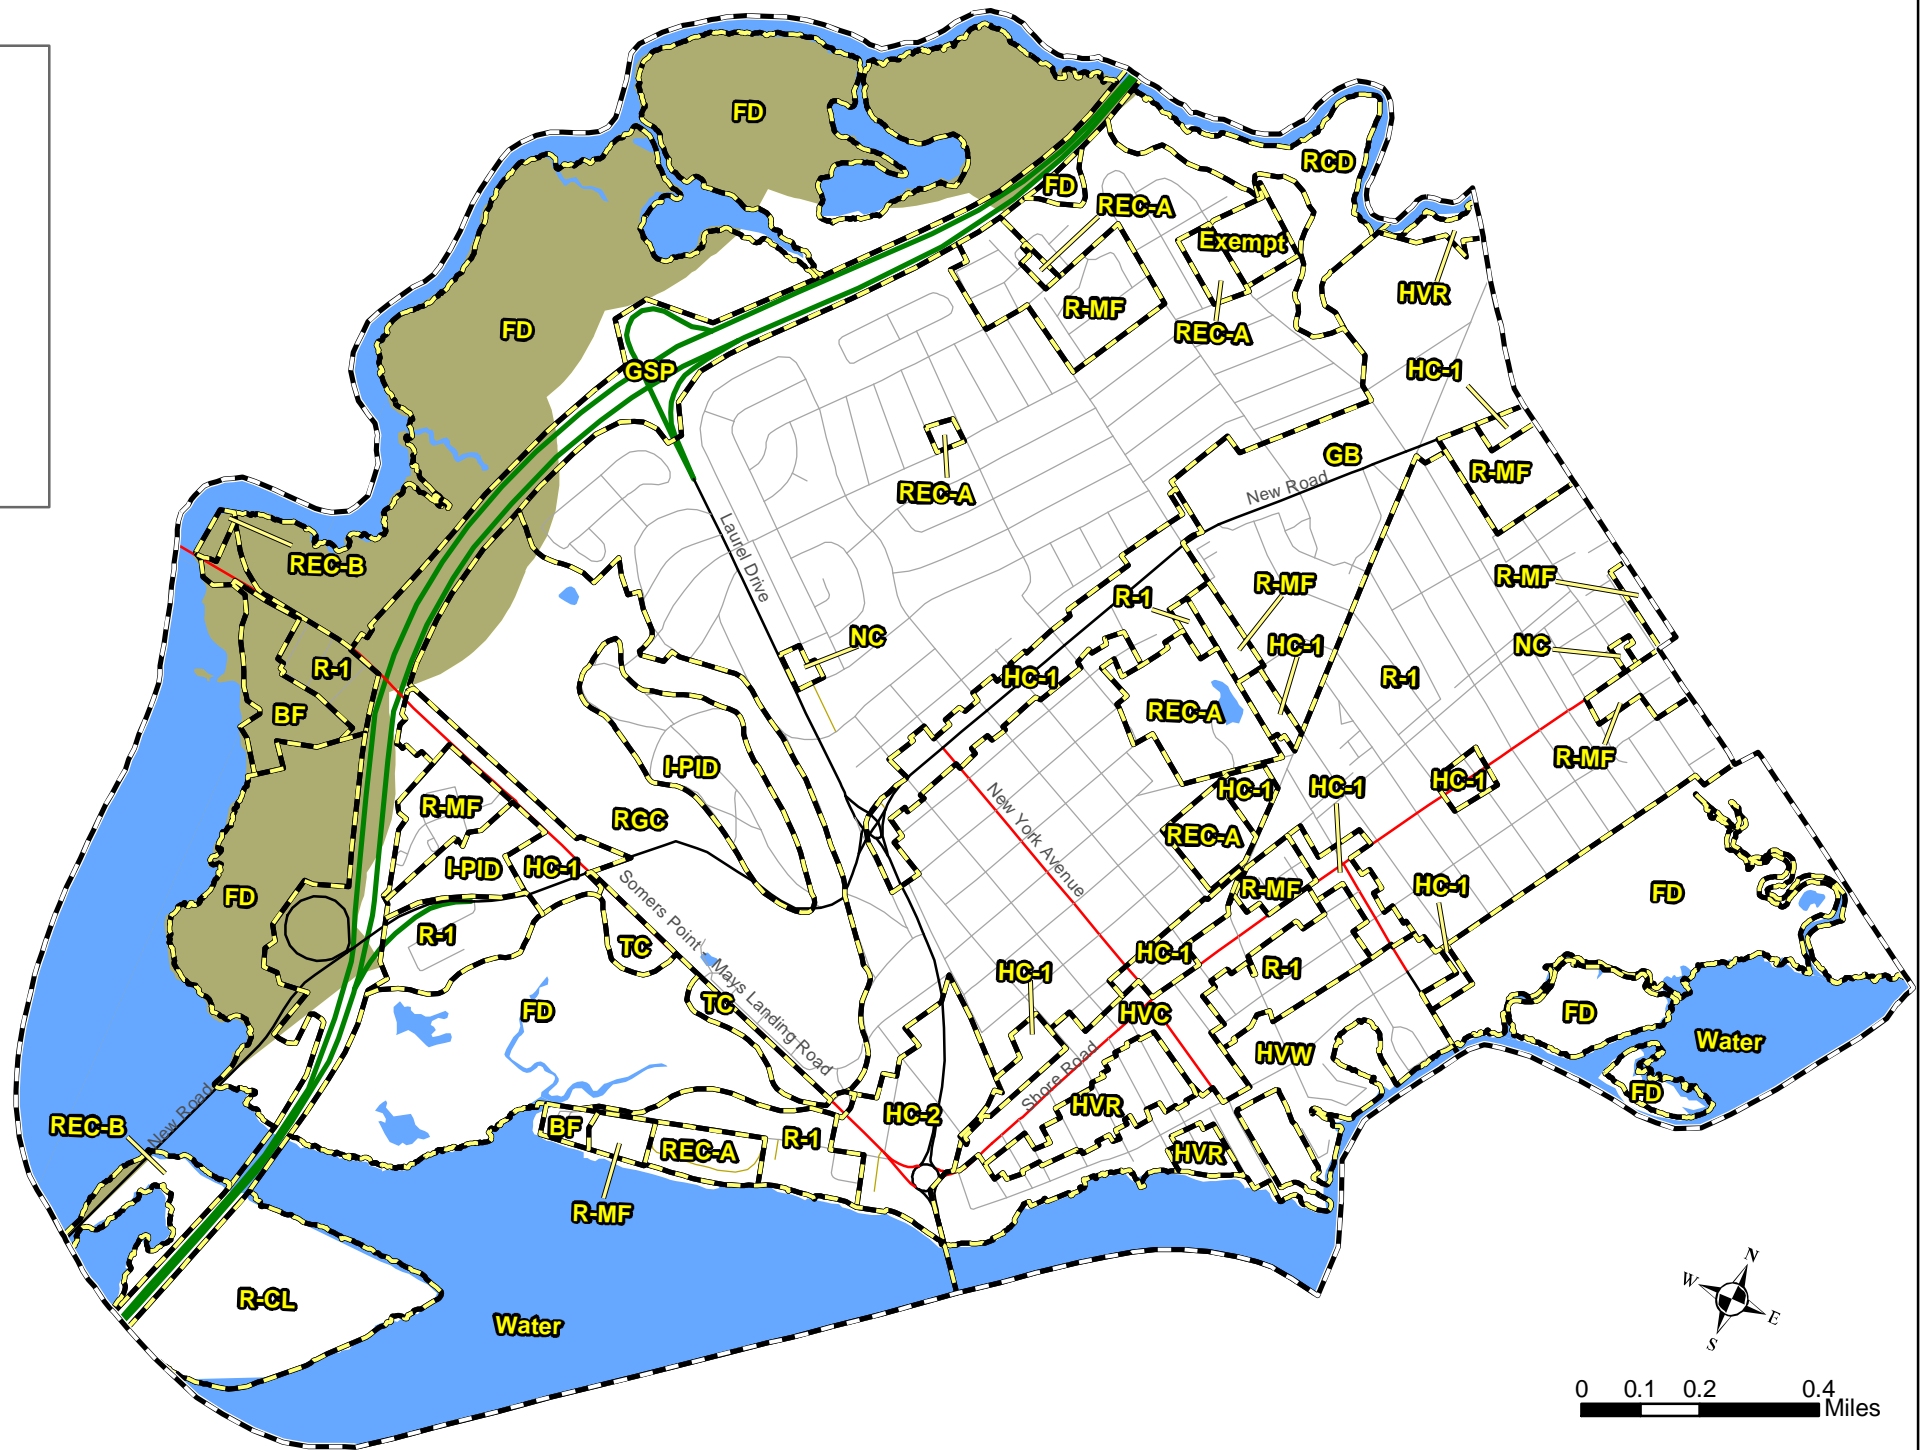 FD
RCD
FD
REC-A
Exempt
HVR
R-MF
FD
REC-A
GSP
HC-1
GB
R-MF
REC-A
New Road
Laurel Drive
REC-B
R-MF
R-MF
R-1
NC
HC-1
NC
R-1
HC-1
R-1
REC-A
BF
R-MF
I-PID
HC-1
HC-1
HC-1
R-MF
RGC
REC-A
New York Avenue
I-PID
HC-1
R-MF
HC-1
FD
FD
Somers Point - Mays Landing Road
R-1
TC
HC-1
R-1
HC-1
TC
FD
HVC
FD
Water
HVW
Shore Road
FD
New Road
HVR
HC-2
REC-B
BF
R-1
REC-A
HVR
R-MF
R-CL
Water
N
W
E
S
0 0.1 0.2 0.4
Miles